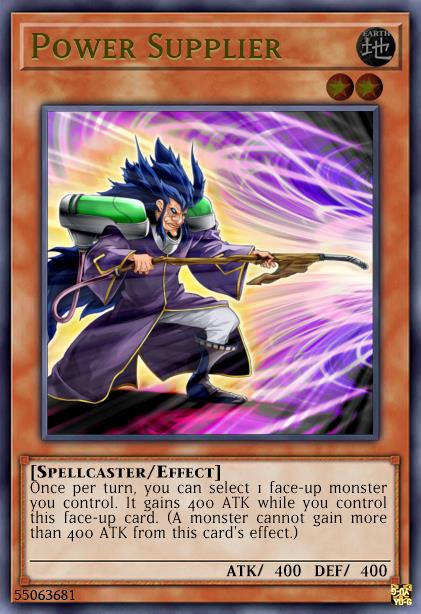 POWER SUPPLIER
EARTH
地
[SPELLCASTER/EFFECT]
Once per turn, you can select 1 face-up monster
you control. It gains 400 ATK while you control
this face-up card. (A monster cannot gain more
than 400 ATK from this card's effect.)
ATK/ 400 DEF/ 400
55063681